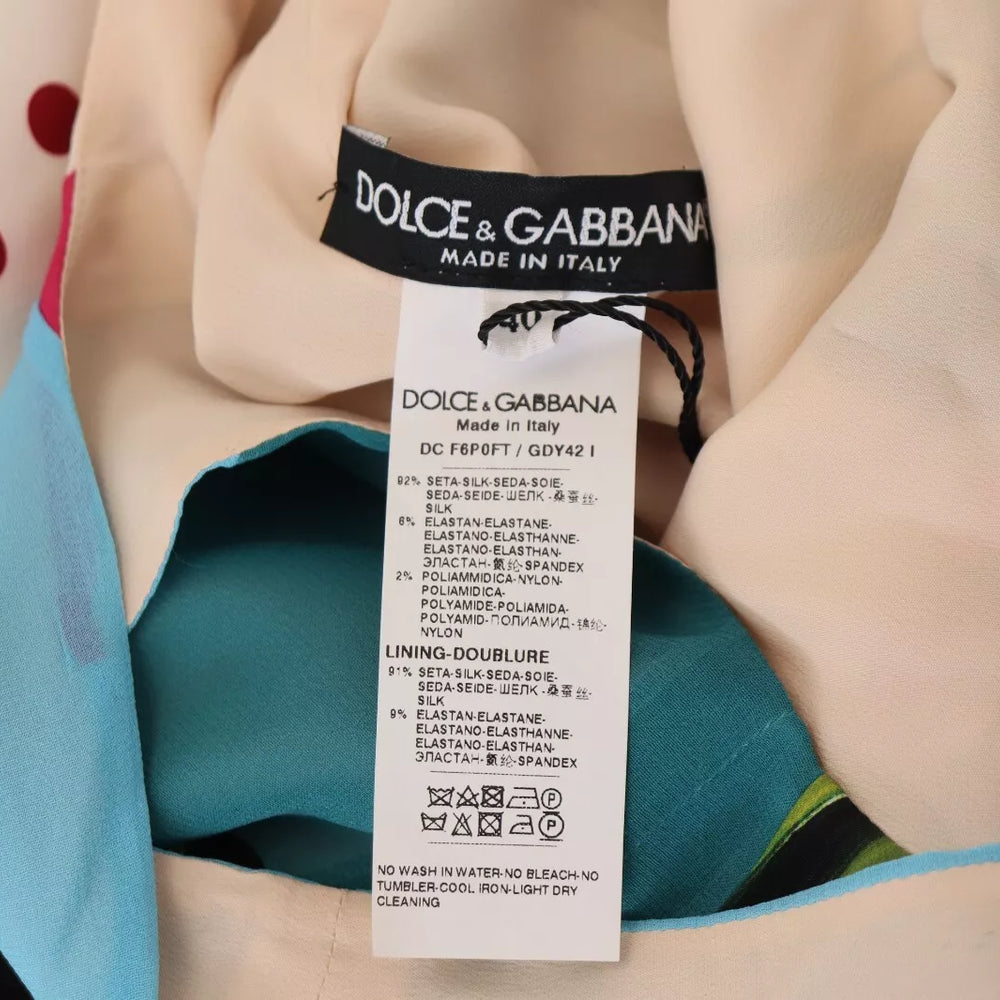 DOLCE & GABBANA
MADE IN ITALY
40
DOLCE & GABBANA
Made in Italy
DC F6P0FT / GDY42 I
92% SETA-SILK-SEDA-SOIE-
SEDA-SEIDE-ШЕЛК -桑蚕丝-
SILK
6% ELASTAN-ELASTANE-
ELASTANO-ELASTHANNE-
ELASTANO-ELASTHAN-
ЭЛАСТАН-氨纶-SPANDEX
2% POLIAMMIDICA-NYLON-
POLIAMIDICA-
POLYAMIDE-POLIAMIDA-
POLYAMID-ПОЛИАМИД-锦纶-
NYLON
LINING-DOUBLURE
91% SETA-SILK-SEDA-SOIE-
SEDA-SEIDE-ШЕЛК -桑蚕丝-
SILK
9% ELASTAN-ELASTANE-
ELASTANO-ELASTHANNE-
ELASTANO-ELASTHAN-
ЭЛАСТАН-氨纶-SPANDEX
P
P
NO WASH IN WATER-NO BLEACH-NO
TUMBLER-COOL IRON-LIGHT DRY
CLEANING